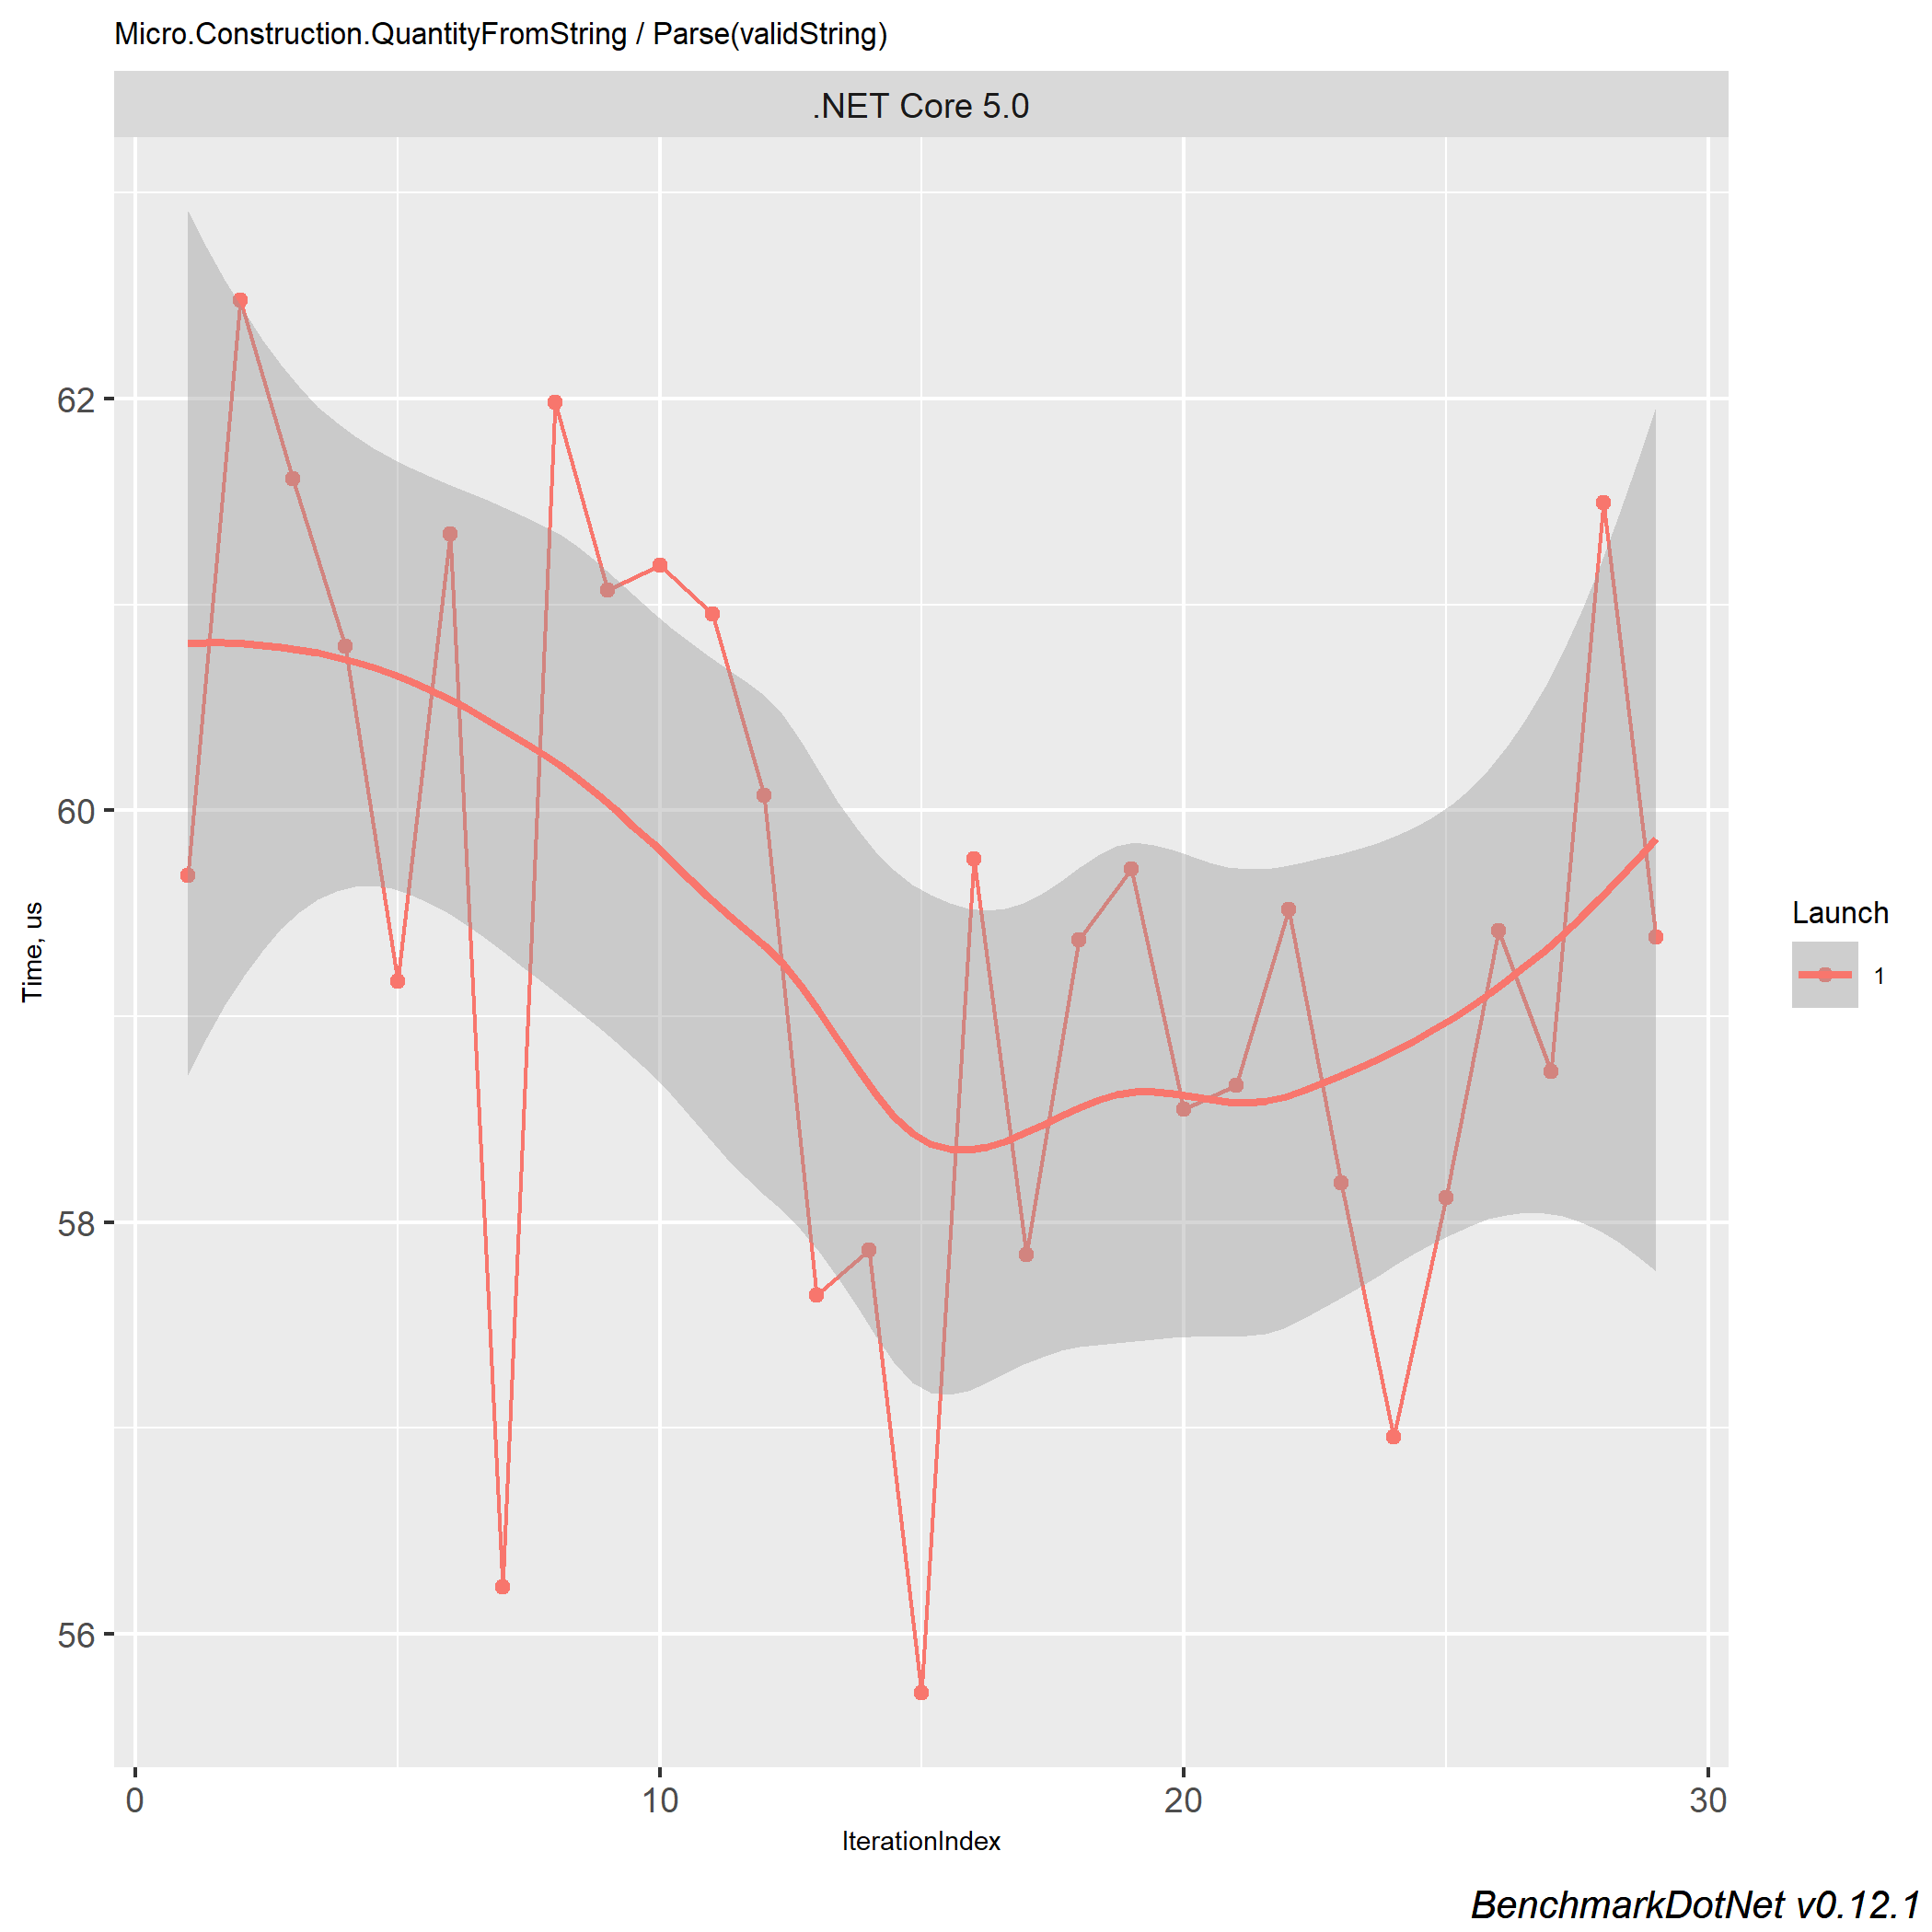 Micro.Construction.QuantityFromString / Parse(validString)
.NET Core 5.0
62
60
58
56
Time, us
0 10 20 30
IterationIndex
Launch
1
BenchmarkDotNet v0.12.1